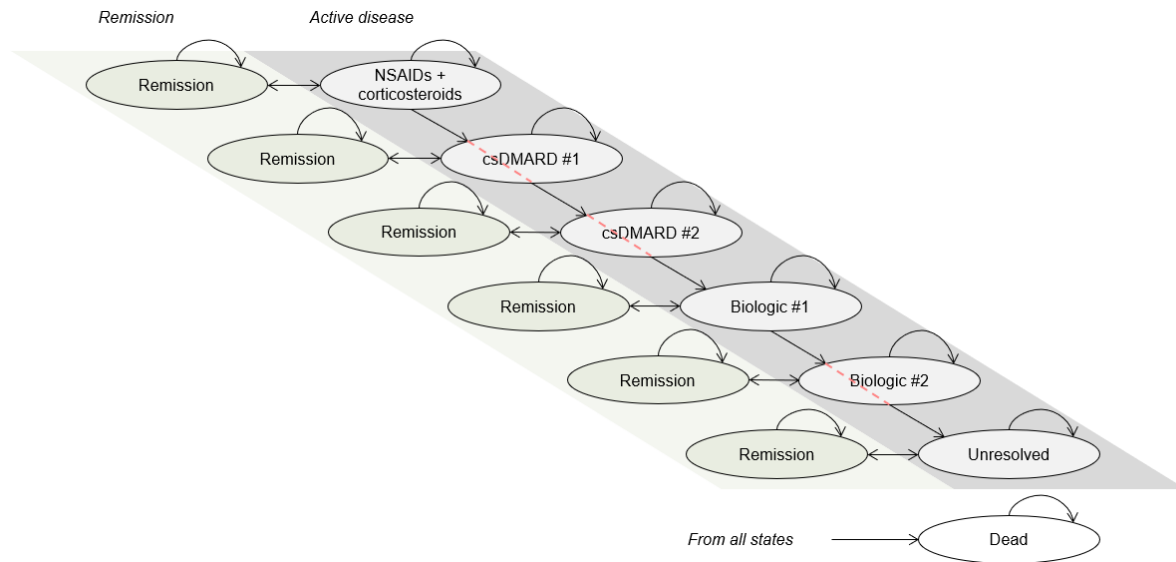 Remission
Active disease
Remission
NSAIDs +
corticosteroids
Remission
csDMARD #1
Remission
csDMARD #2
Remission
Biologic #1
Remission
Biologic #2
Remission
Unresolved
From all states
Dead